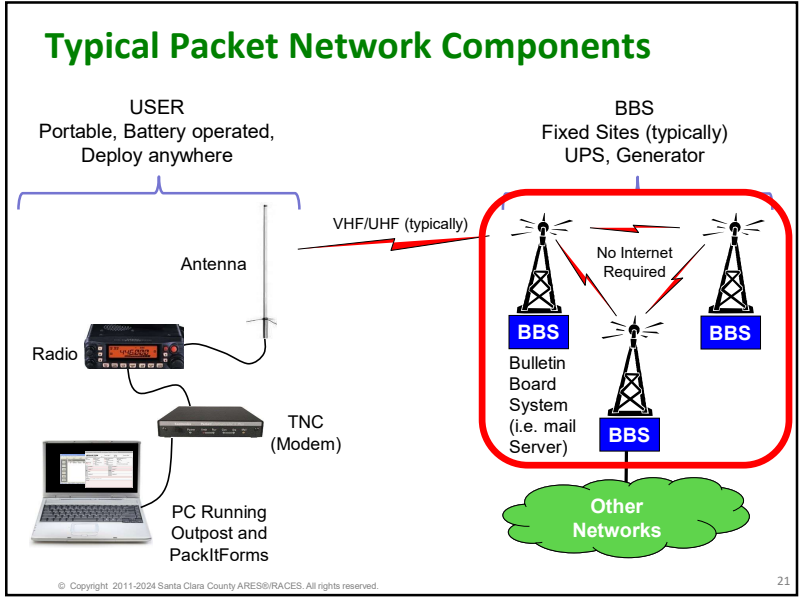 Typical Packet Network Components
USER
Portable, Battery operated,
Deploy anywhere
BBS
Fixed Sites (typically)
UPS, Generator
VHF/UHF (typically)
Antenna
No Internet
Required
Radio
BBS
BBS
Bulletin
Board
System
(i.e. mail
Server)
BBS
TNC
(Modem)
PC Running
Outpost and
PackItForms
Other
Networks
© Copyright 2011-2024 Santa Clara County ARES®/RACES. All rights reserved.
21